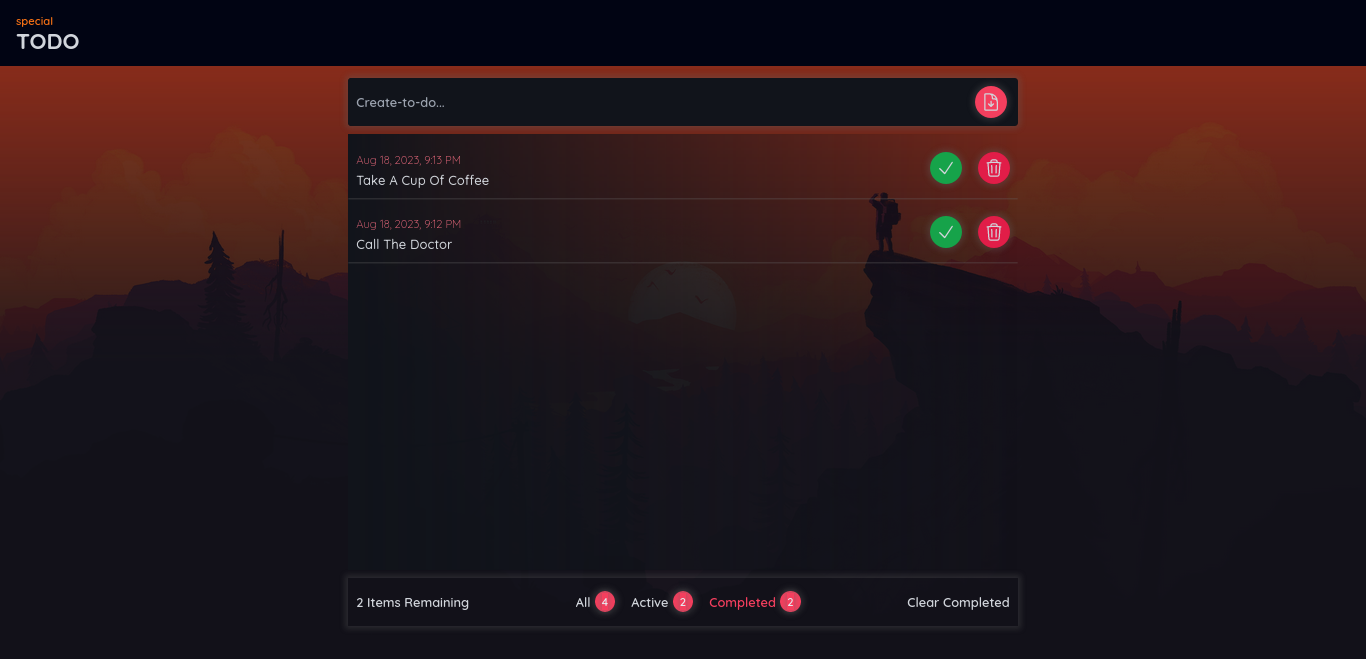 special
TODO
Create-to-do...
Aug 18, 2023, 9:13 PM
Take A Cup Of Coffee
Aug 18, 2023, 9:12 PM
Call The Doctor
2 Items Remaining All 4 Active 2 Completed 2 Clear Completed